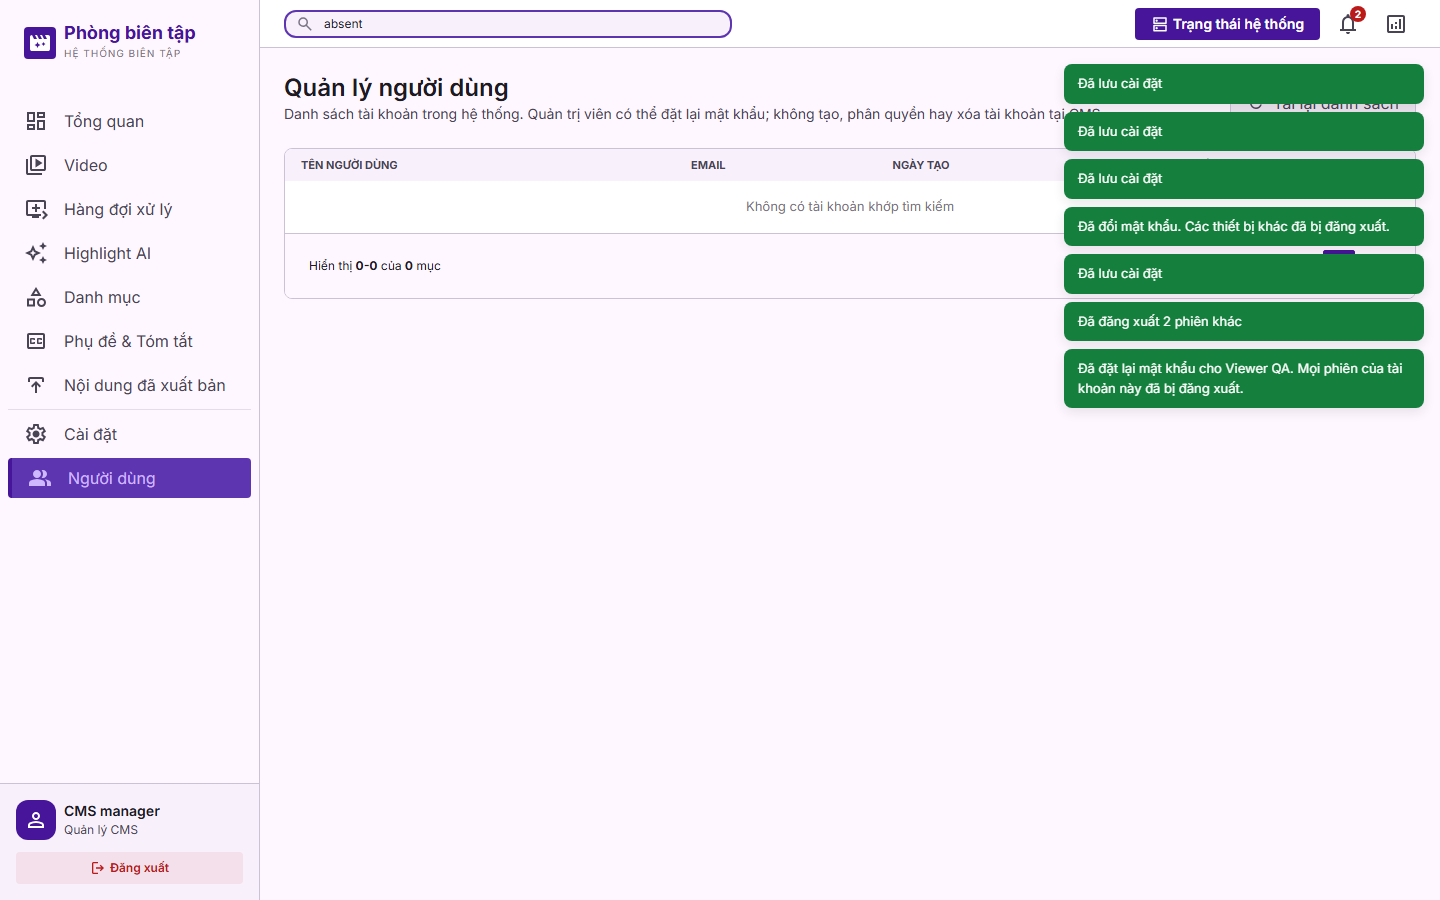 Phòng biên tập
HỆ THỐNG BIÊN TẬP
Tổng quan
Video
Hàng đợi xử lý
Highlight AI
Danh mục
Phụ đề & Tóm tắt
Nội dung đã xuất bản
Cài đặt
Người dùng
CMS manager
Quản lý CMS
Đăng xuất
absent
Trạng thái hệ thống
2
Quản lý người dùng
Danh sách tài khoản trong hệ thống. Quản trị viên có thể đặt lại mật khẩu; không tạo, phân quyền hay xóa tài khoản tại CMS
Tải lại danh sách
TÊN NGƯỜI DÙNG
EMAIL
NGÀY TẠO
Không có tài khoản khớp tìm kiếm
Hiển thị 0-0 của 0 mục
Đã lưu cài đặt
Đã lưu cài đặt
Đã lưu cài đặt
Đã đổi mật khẩu. Các thiết bị khác đã bị đăng xuất.
Đã lưu cài đặt
Đã đăng xuất 2 phiên khác
Đã đặt lại mật khẩu cho Viewer QA. Mọi phiên của tài
khoản này đã bị đăng xuất.